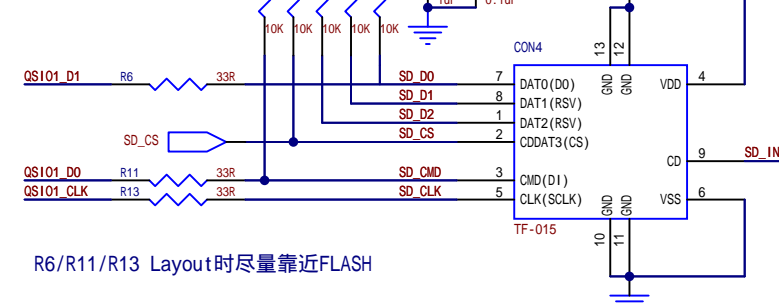 1uF 0.1uF
10K 10K 10K 10K 10K
CON4
13 12
QSIO1_D1 R6 33R SD_D0 7 DAT0(DO) GND GND VDD 4
SD_D1 8 DAT1(RSV)
SD_D2 1 DAT2(RSV)
SD_CS SD_CS 2 CDDAT3(CS)
CD 9 SD_IN
QSIO1_D0 R11 33R SD_CMD 3 CMD(DI)
QSIO1_CLK R13 33R SD_CLK 5 CLK(SCLK) GND GND VSS 6
TF-015
10 11
R6/R11/R13 Layout时尽量靠近FLASH